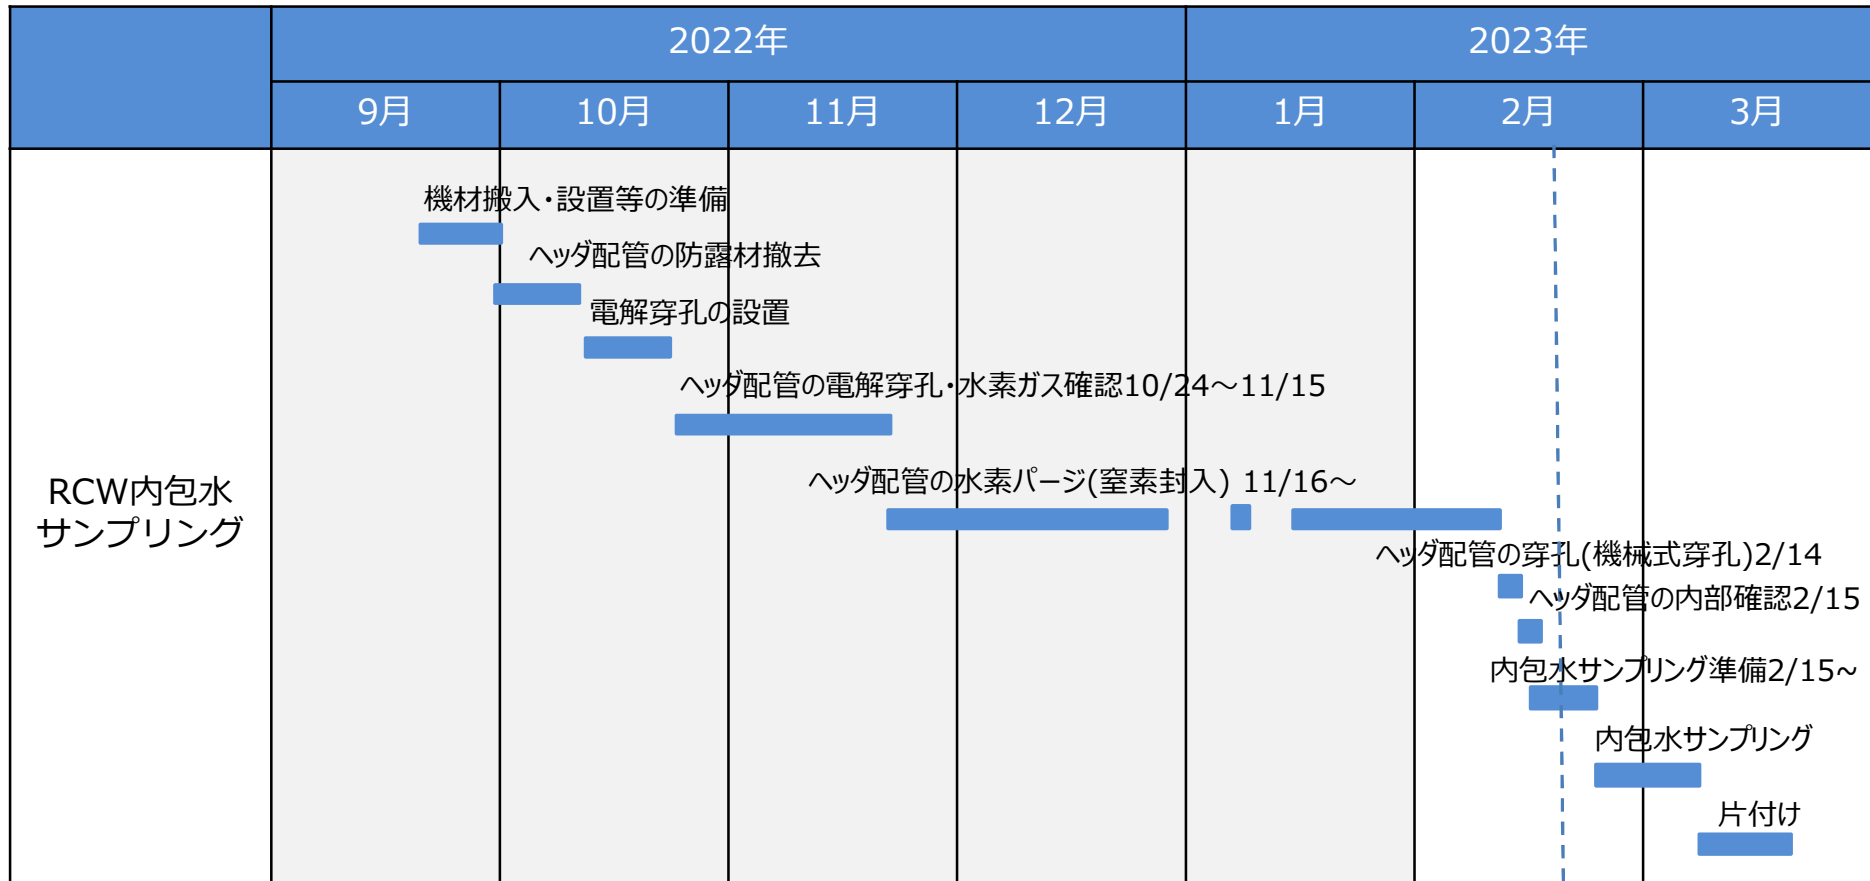 2022年
2023年
9月
10月
11月
12月
1月
2月
3月
RCW内包水
サンプリング
機材搬入・設置等の準備
ヘッダ配管の防露材撤去
電解穿孔の設置
ヘッダ配管の電解穿孔・水素ガス確認10/24～11/15
ヘッダ配管の水素パージ(窒素封入) 11/16～
ヘッダ配管の穿孔(機械式穿孔)2/14
ヘッダ配管の内部確認2/15
内包水サンプリング準備2/15~
内包水サンプリング
片付け